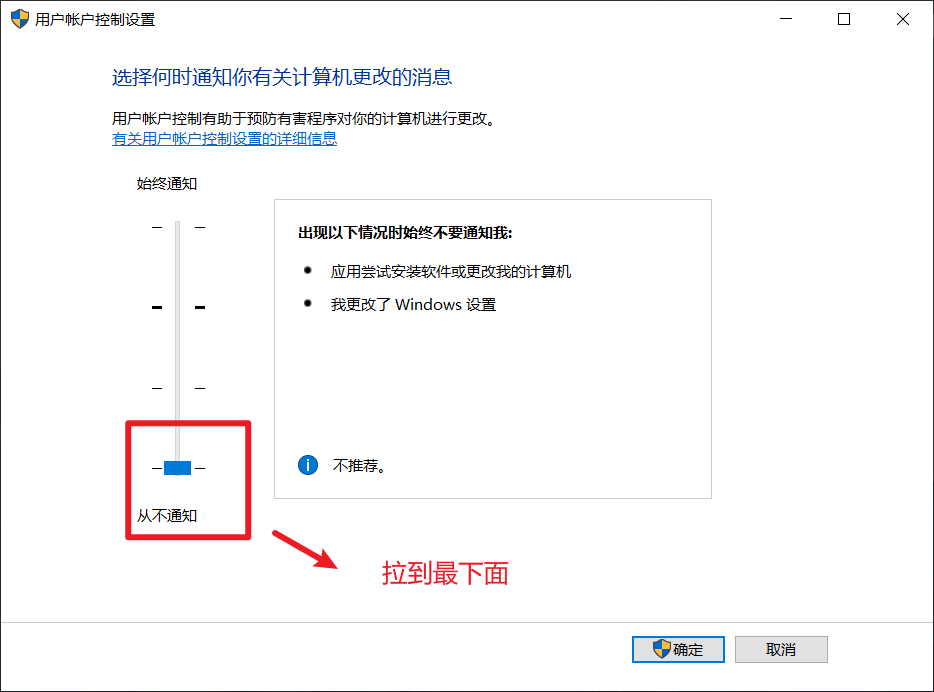 用户帐户控制设置
选择何时通知你有关计算机更改的消息
用户帐户控制有助于预防有害程序对你的计算机进行更改。
有关用户帐户控制设置的详细信息
始终通知
出现以下情况时始终不要通知我:
应用尝试安装软件或更改我的计算机
我更改了 Windows 设置
不推荐。
从不通知
拉到最下面
确定
取消